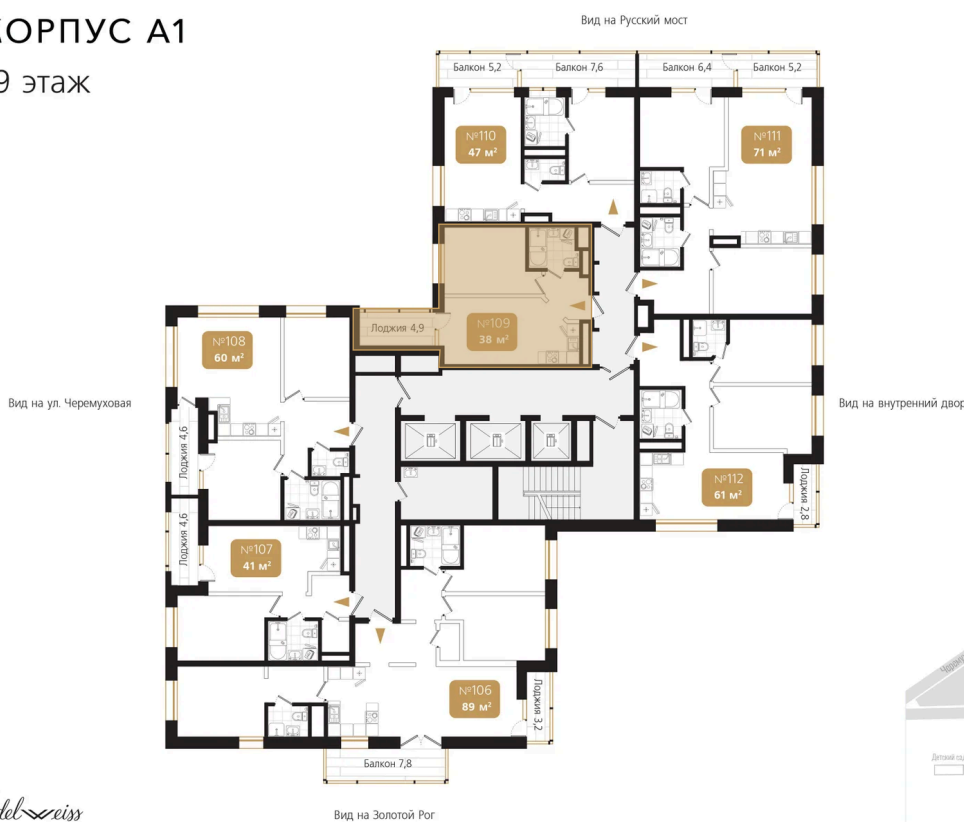 КОРПУС А1
9 этаж
Вид на Русский мост
Балкон 5,2
Балкон 7,6
Балкон 6,4
Балкон 5,2
№110
47 м²
№111
71 м²
Лоджия 4,9
№109
38 м²
№108
60 м²
Вид на ул. Черемуховая
Вид на внутренний двор
Лоджия 4,6
Лоджия 4,6
№112
61 м²
Лоджия 2,8
№107
41 м²
№106
89 м²
Лоджия 3,2
Балкон 7,8
Вид на Золотой Рог
Детский